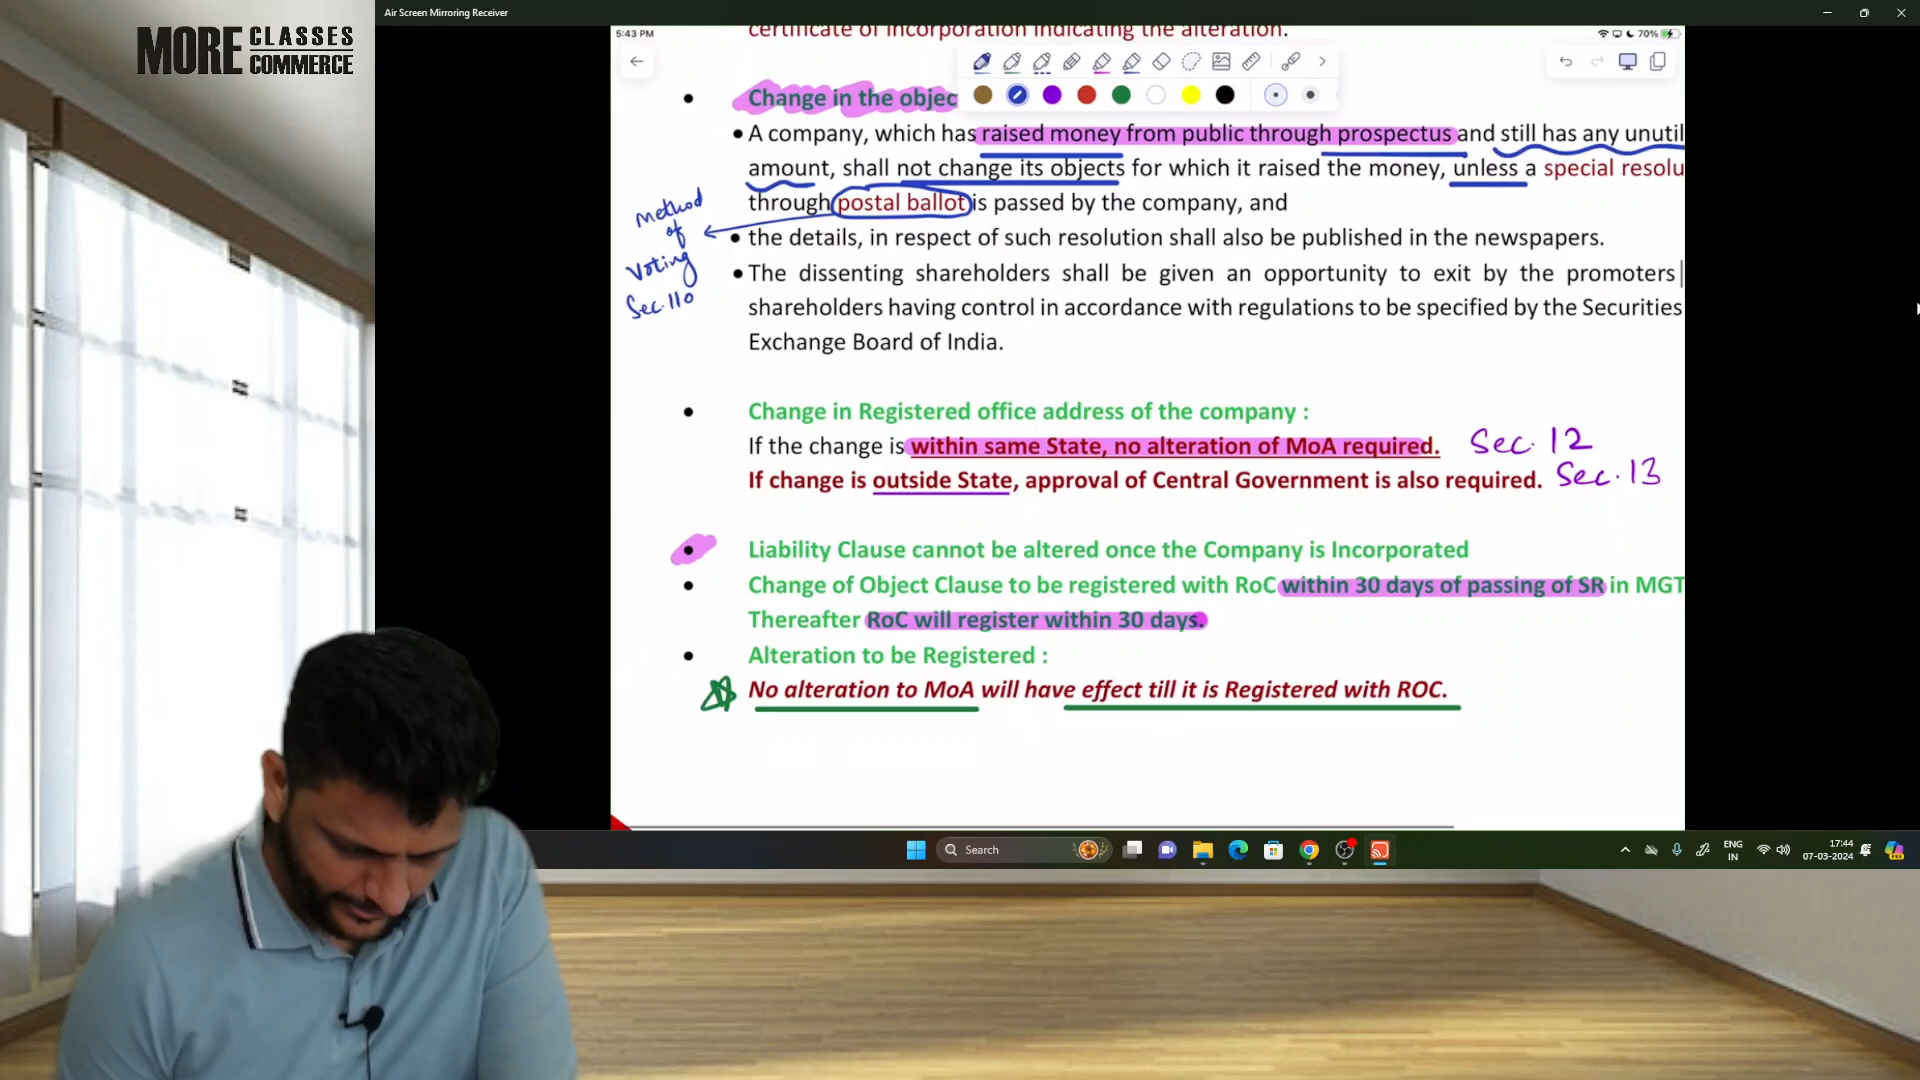 Air Screen Mirroring Receiver
MORE CLASSES COMMERCE
5:43 PM
70%
certificate of incorporation indicating the alteration.
Change in the objec
A company, which has raised money from public through prospectus and still has any unutil
amount, shall not change its objects for which it raised the money, unless a special resolu
through postal ballot is passed by the company, and
the details, in respect of such resolution shall also be published in the newspapers.
The dissenting shareholders shall be given an opportunity to exit by the promoters
shareholders having control in accordance with regulations to be specified by the Securities
Exchange Board of India.
Method
of
Voting
Sec.110
Change in Registered office address of the company :
If the change is within same State, no alteration of MoA required. Sec. 12
If change is outside State, approval of Central Government is also required. Sec. 13
Liability Clause cannot be altered once the Company is Incorporated
Change of Object Clause to be registered with RoC within 30 days of passing of SR in MGT
Thereafter RoC will register within 30 days.
Alteration to be Registered :
No alteration to MoA will have effect till it is Registered with ROC.
Search
ENG
IN
17:44
07-03-2024